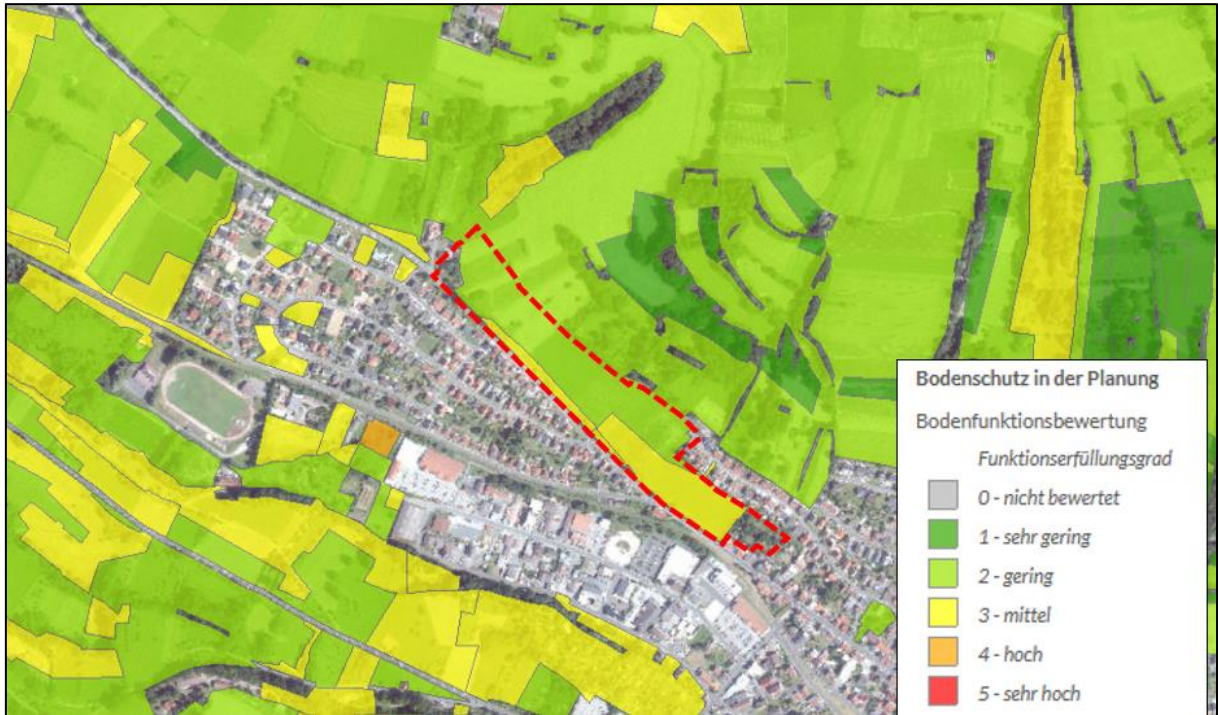 Bodenschutz in der Planung
Bodenfunktionsbewertung
Funktionserfüllungsgrad
0 - nicht bewertet
1 - sehr gering
2 - gering
3 - mittel
4 - hoch
5 - sehr hoch